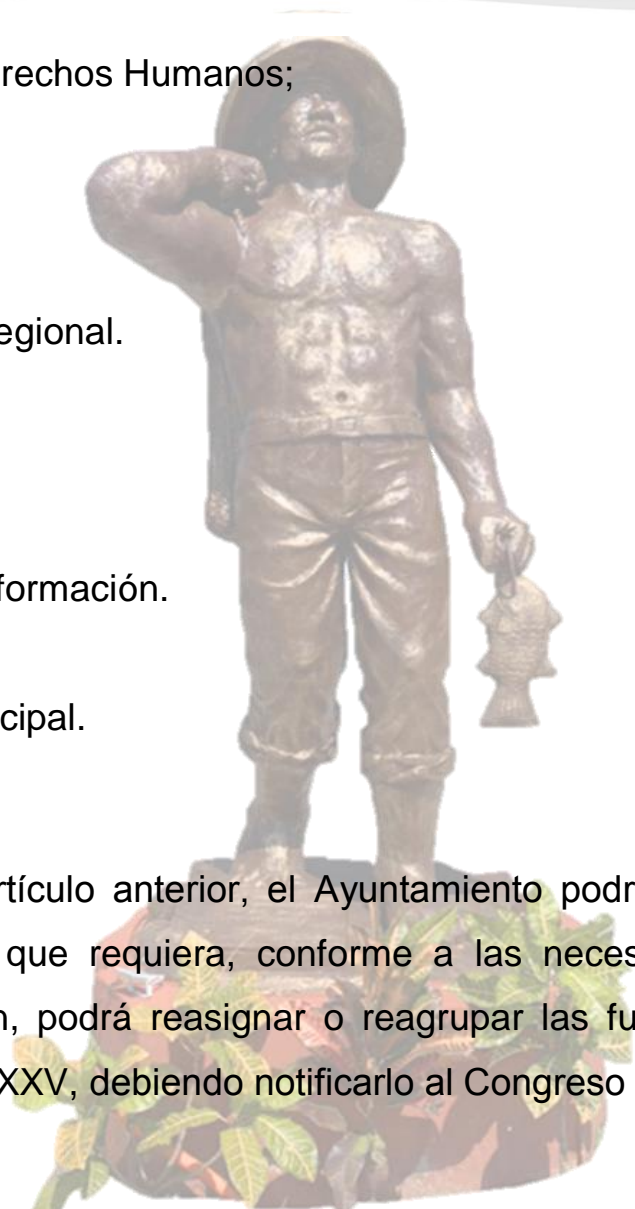 rechos Humanos;
egional.
formación.
cipal.
rtículo anterior, el Ayuntamiento podr
que requiera, conforme a las neces
n, podrá reasignar o reagrupar las fu
XXV, debiendo notificarlo al Congreso